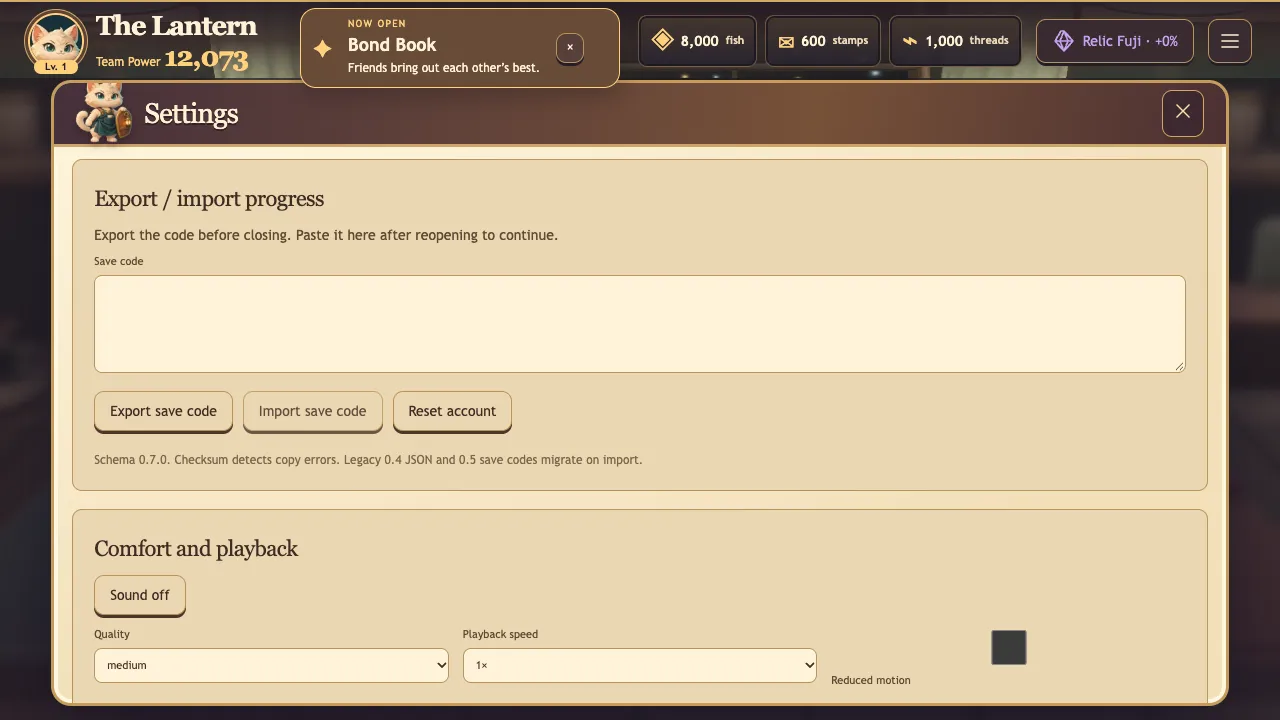 The Lantern
Team Power 12,073
Lv. 1
NOW OPEN
Bond Book
Friends bring out each other's best.
×
8,000 fish
600 stamps
1,000 threads
Relic Fuji · +0%
Settings
Export / import progress
Export the code before closing. Paste it here after reopening to continue.
Save code
Export save code
Import save code
Reset account
Schema 0.7.0. Checksum detects copy errors. Legacy 0.4 JSON and 0.5 save codes migrate on import.
Comfort and playback
Sound off
Quality
Playback speed
medium
1×
Reduced motion